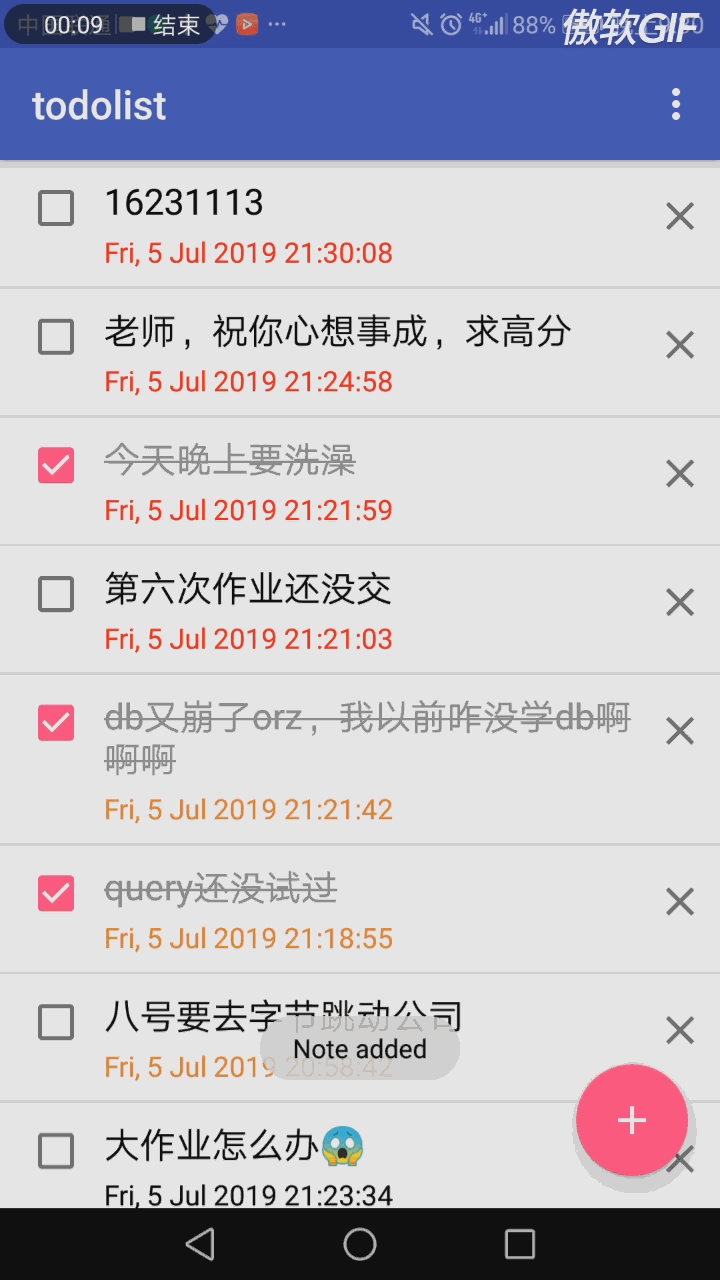 00:09 结束 4G+ 88% 傲软GIF
todolist
16231113
Fri, 5 Jul 2019 21:30:08
老师，祝你心想事成，求高分
Fri, 5 Jul 2019 21:24:58
今天晚上要洗澡
Fri, 5 Jul 2019 21:21:59
第六次作业还没交
Fri, 5 Jul 2019 21:21:03
db又崩了orz，我以前咋没学db啊
啊啊
Fri, 5 Jul 2019 21:21:42
query还没试过
Fri, 5 Jul 2019 21:18:55
八号要去字节跳动公司
Fri, 5 Jul 2019 20:58:42
Note added
大作业怎么办😱
Fri, 5 Jul 2019 21:23:34